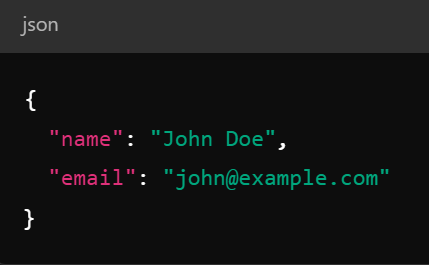 json
{
  "name": "John Doe",
  "email": "john@example.com"
}